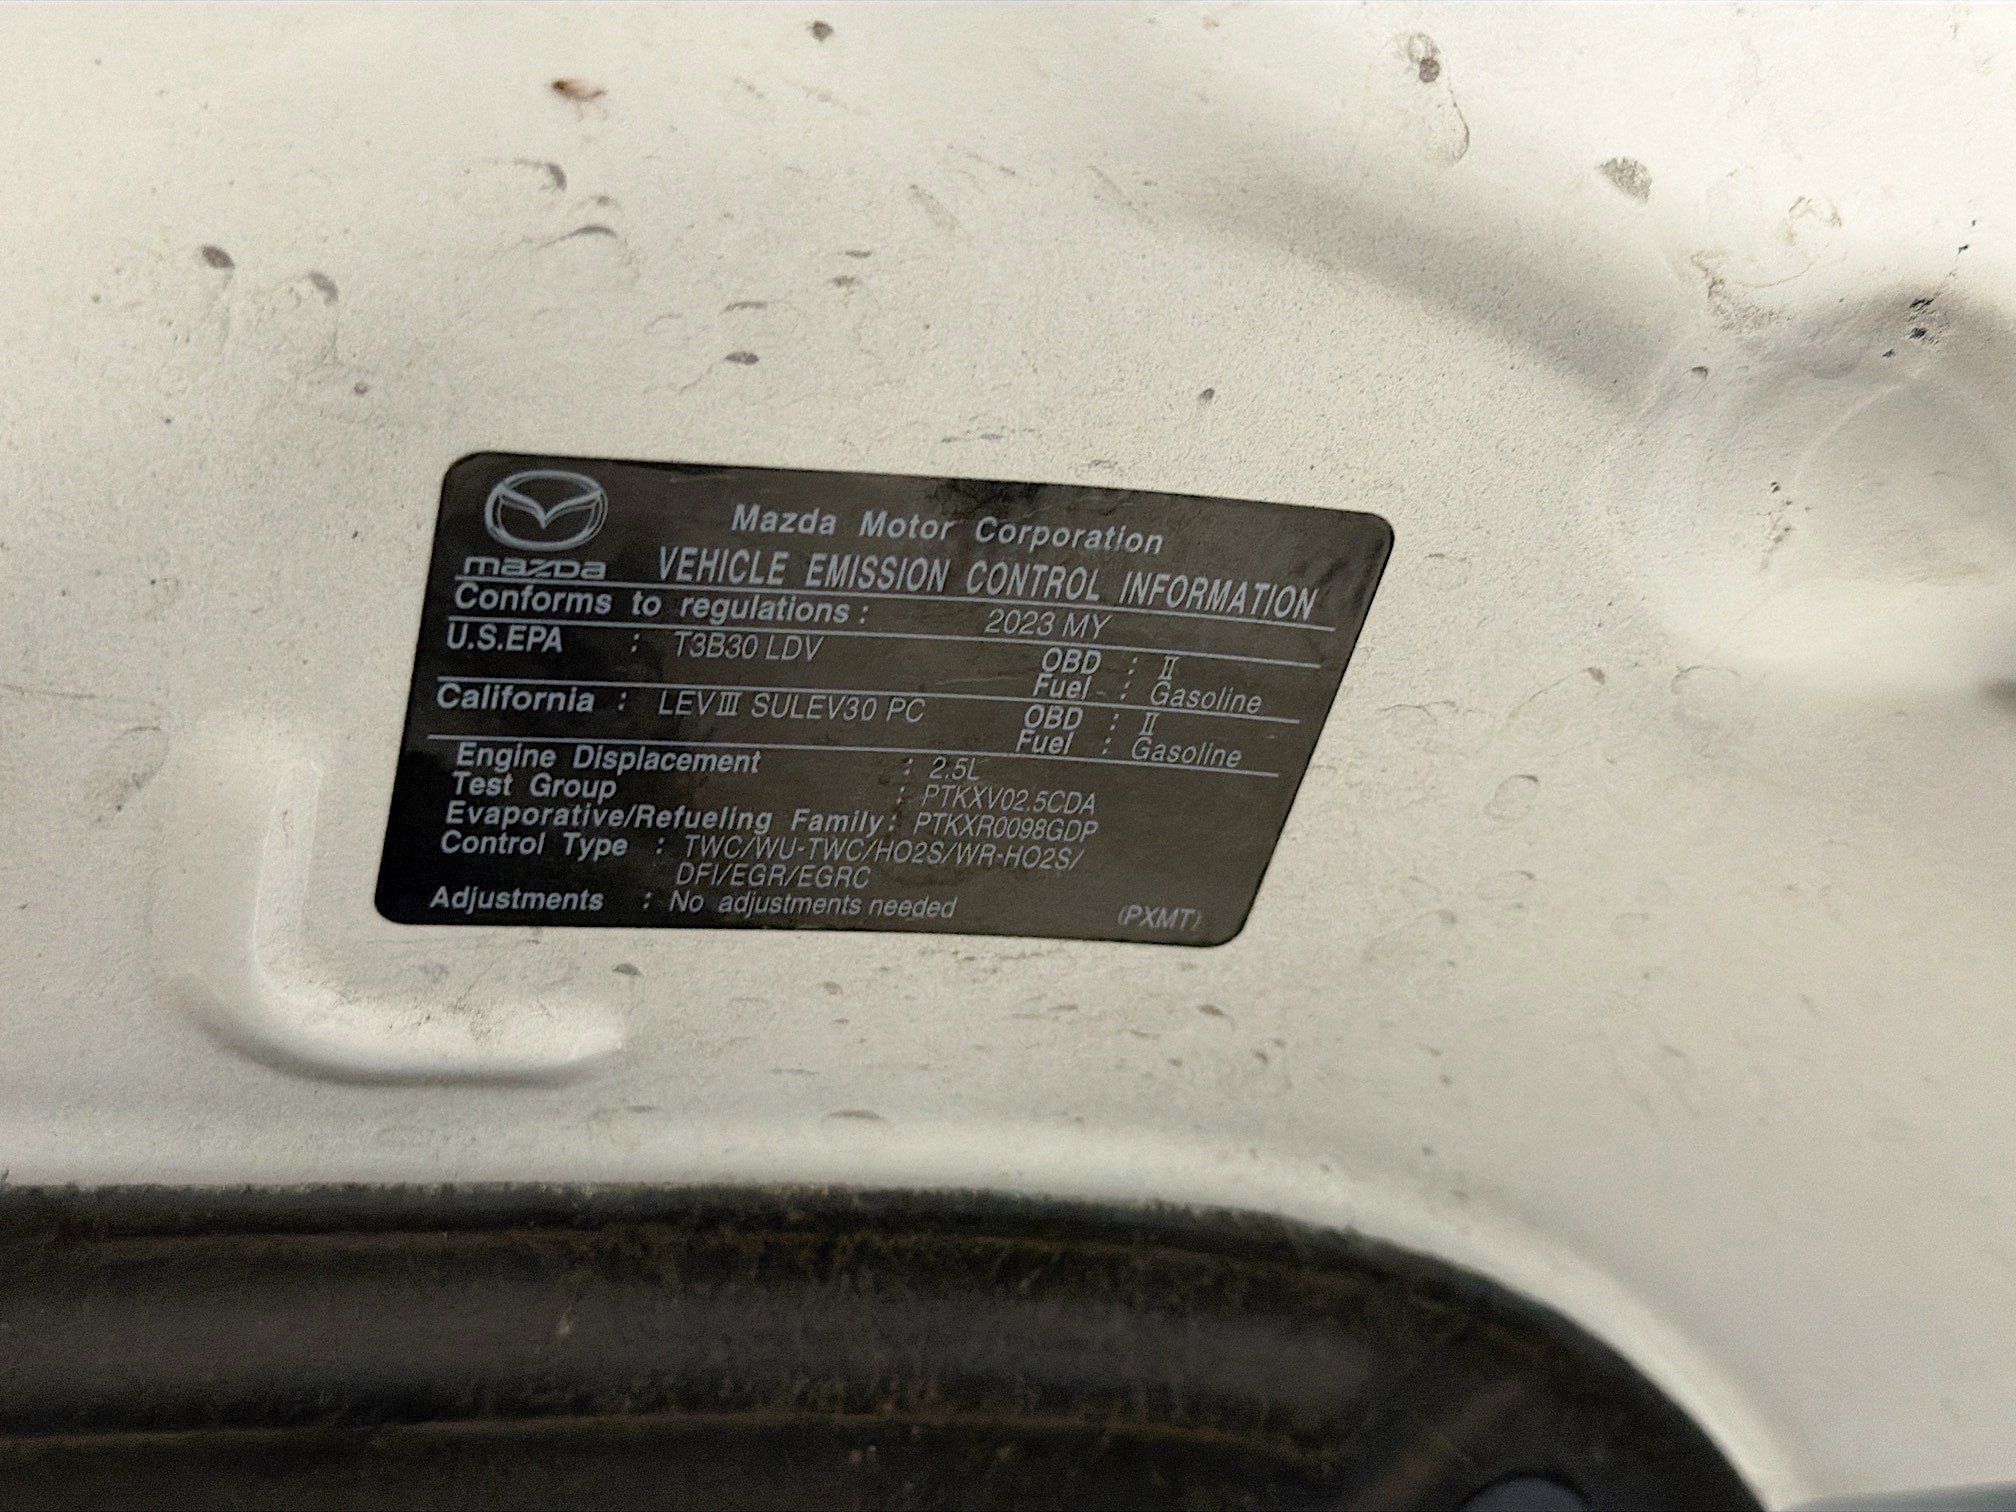 Mazda Motor Corporation
mazDa VEHICLE EMISSION CONTROL INFORMATION
Conforms to regulations : 2023 MY
U.S.EPA : T3B30 LDV OBD : II
Fuel : Gasoline
California : LEVIII SULEV30 PC OBD : II
Fuel : Gasoline
Engine Displacement : 2.5L
Test Group : PTKXV02.5CDA
Evaporative/Refueling Family : PTKXR0098GDP
Control Type : TWC/WU-TWC/HO2S/WR-HO2S/
DFI/EGR/EGRC
Adjustments : No adjustments needed (PXMT)